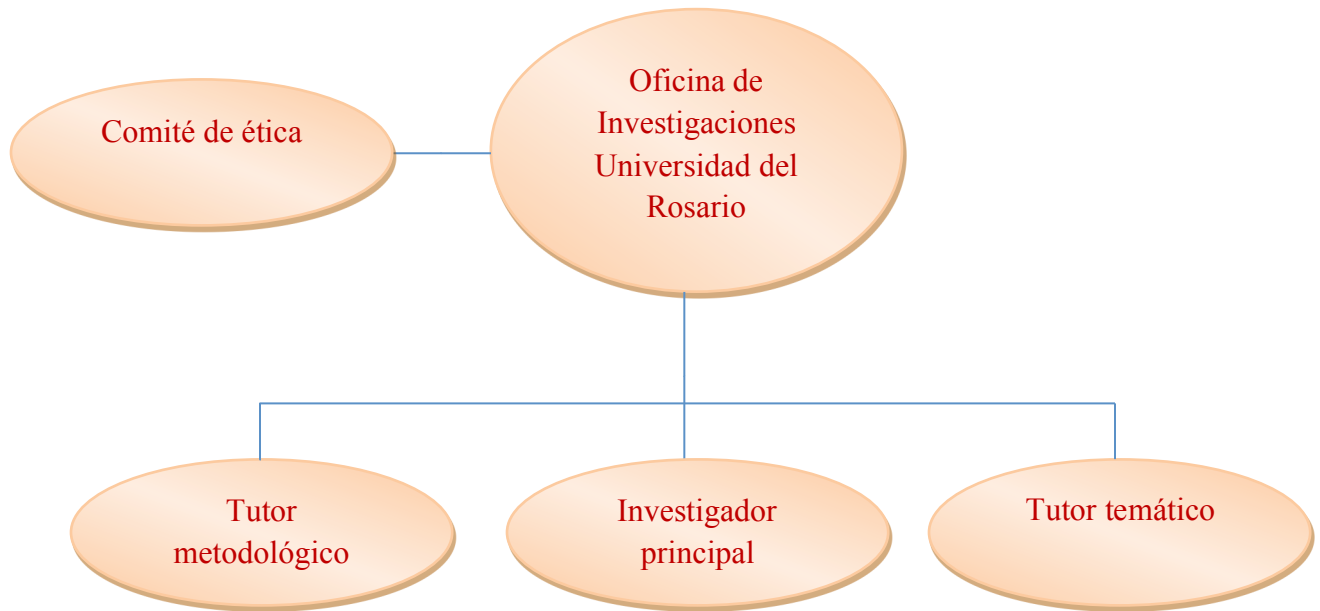 Comité de ética
Oficina de
Investigaciones
Universidad del
Rosario
Tutor
metodológico
Investigador
principal
Tutor temático